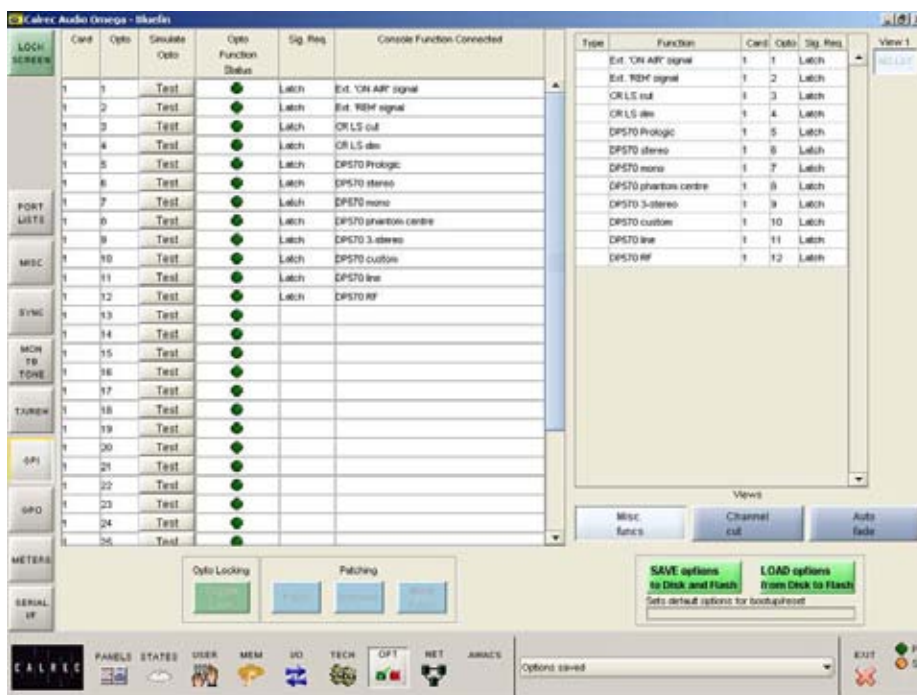 Calrec Audio Omega - Bluefin
LOCK SCREEN
PORT LISTS
MISC
SYNC
MON TB TONE
TX/REH
GPI
GPO
METERS
SERIAL I/F
Card Opto Simulate Opto Opto Function Status Sig. Req. Console Function Connected
1 1 Test Latch Ext. 'ON AIR' signal
1 2 Test Latch Ext. 'REH' signal
1 3 Test Latch CR LS cut
1 4 Test Latch CR LS dim
1 5 Test Latch DP570 Prologic
1 6 Test Latch DP570 stereo
1 7 Test Latch DP570 mono
1 8 Test Latch DP570 phantom centre
1 9 Test Latch DP570 3-stereo
1 10 Test Latch DP570 custom
1 11 Test Latch DP570 line
1 12 Test Latch DP570 RF
1 13 Test
1 14 Test
1 15 Test
1 16 Test
1 17 Test
1 18 Test
1 19 Test
1 20 Test
1 21 Test
1 22 Test
1 23 Test
1 24 Test
1 25 Test
Type Function Card Opto Sig. Req.
Ext. 'ON AIR' signal 1 1 Latch
Ext. 'REH' signal 1 2 Latch
CR LS cut 1 3 Latch
CR LS dim 1 4 Latch
DP570 Prologic 1 5 Latch
DP570 stereo 1 6 Latch
DP570 mono 1 7 Latch
DP570 phantom centre 1 8 Latch
DP570 3-stereo 1 9 Latch
DP570 custom 1 10 Latch
DP570 line 1 11 Latch
DP570 RF 1 12 Latch
View 1
Views
Misc funcs
Channel cut
Auto fade
Opto Locking
Patching
SAVE options to Disk and Flash
LOAD options from Disk to Flash
Sets default options for bootup/reset
CALREC
PANELS STATES USER MEM I/O TECH OPT NET AWACS
Options saved
EXIT